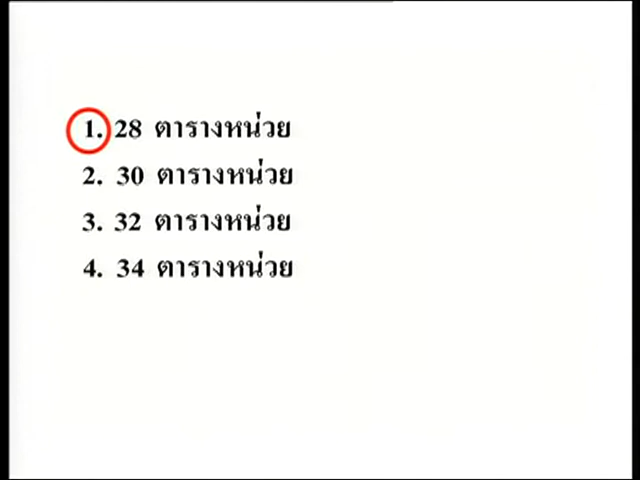 1. 28 ตารางหน่วย
2. 30 ตารางหน่วย
3. 32 ตารางหน่วย
4. 34 ตารางหน่วย